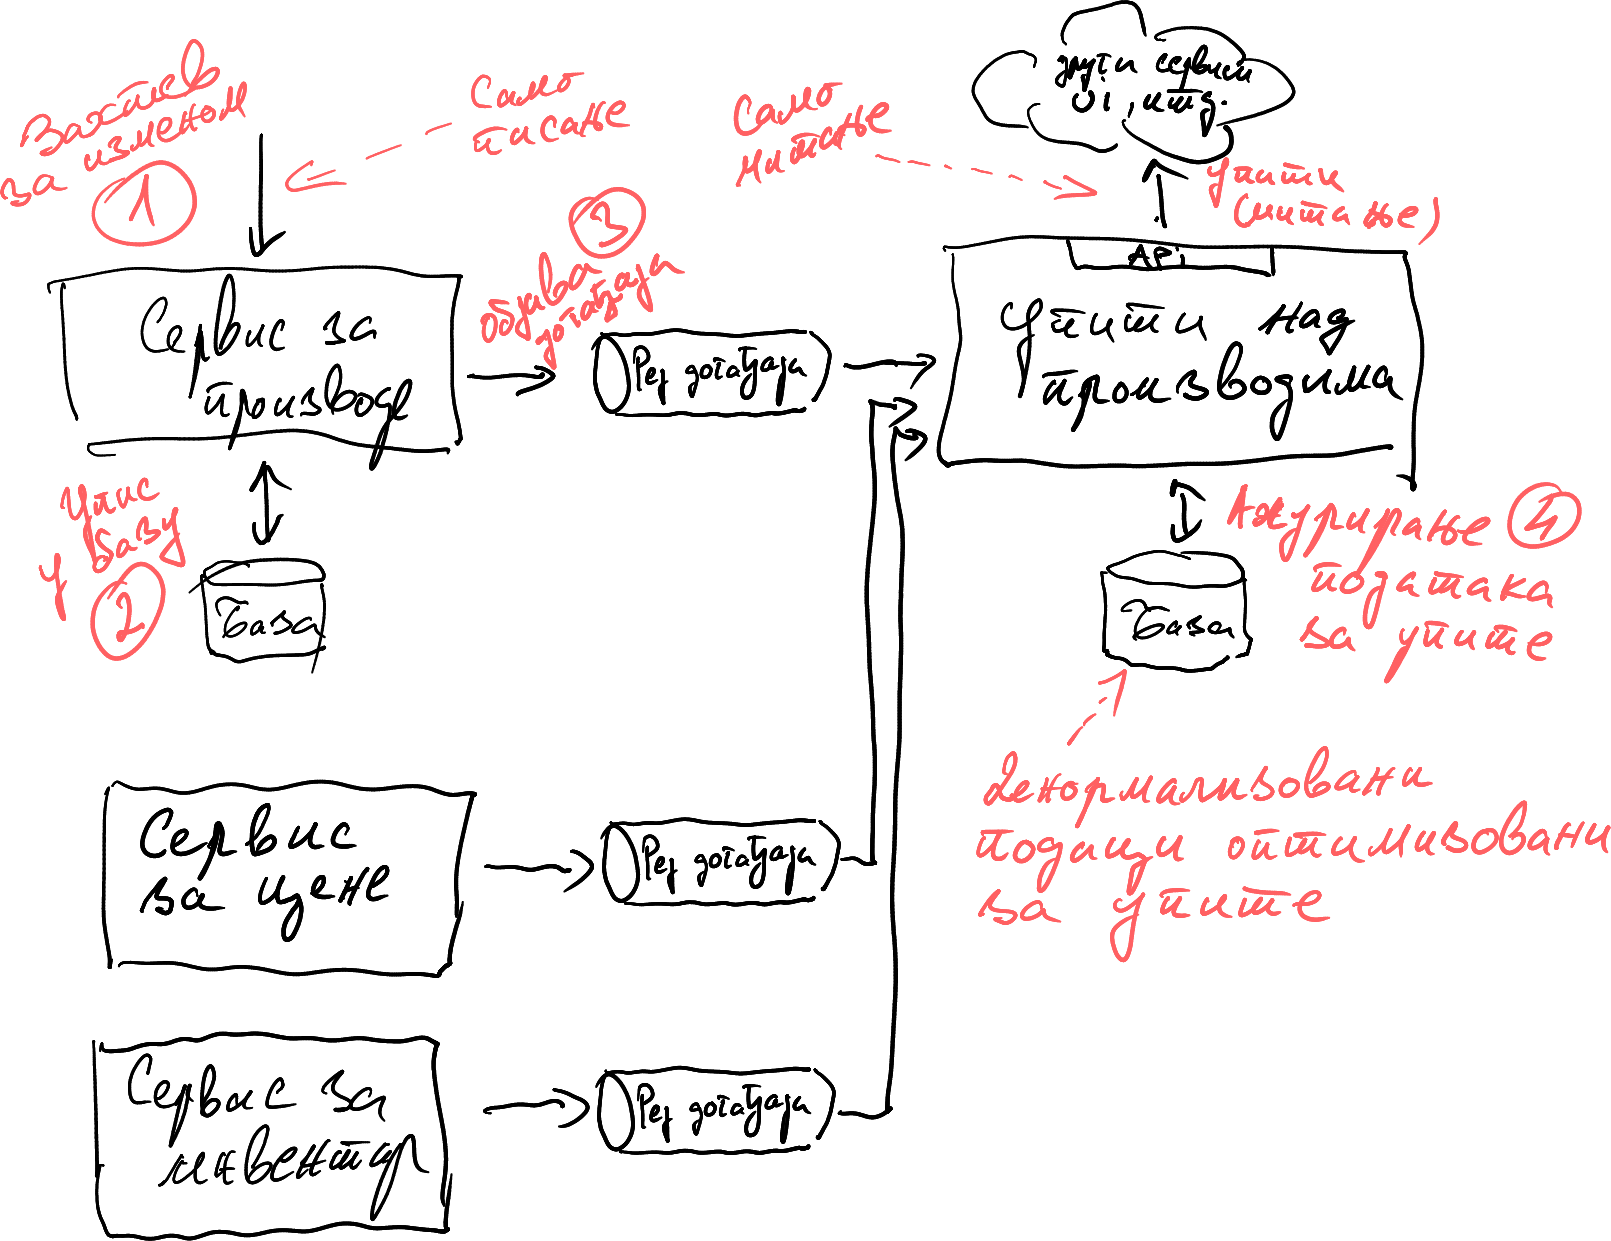 Захтев
за изменом
1
Само
писање
Само
читање
други сервиси
UI, итд.
упити
(читање)
објава
догађаја
3
API
Сервис за
производе
Ред догађаја
Упити над
производима
Упис
у базу
2
База
База
Ажурирање
података
за упите
4
Денормализовани
подаци оптимизовани
за упите
Сервис
за цене
Ред догађаја
Сервис за
инвентар
Ред догађаја